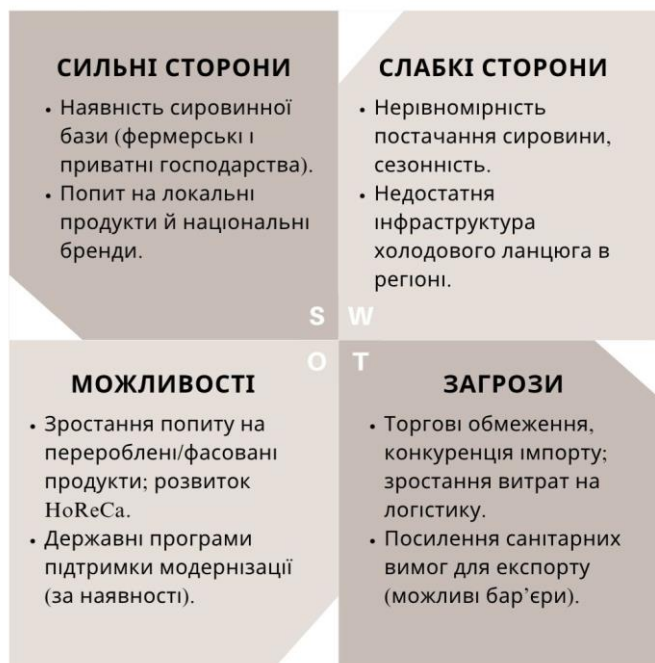 СИЛЬНІ СТОРОНИ
• Наявність сировинної
бази (фермерські і
приватні господарства).
• Попит на локальні
продукти й національні
бренди.
СЛАБКІ СТОРОНИ
• Нерівномірність
постачання сировини,
сезонність.
• Недостатня
інфраструктура
холодового ланцюга в
регіоні.
S W
O T
МОЖЛИВОСТІ
• Зростання попиту на
перероблені/фасовані
продукти; розвиток
HoReCa.
• Державні програми
підтримки модернізації
(за наявності).
ЗАГРОЗИ
• Торгові обмеження,
конкуренція імпорту;
зростання витрат на
логістику.
• Посилення санітарних
вимог для експорту
(можливі бар’єри).